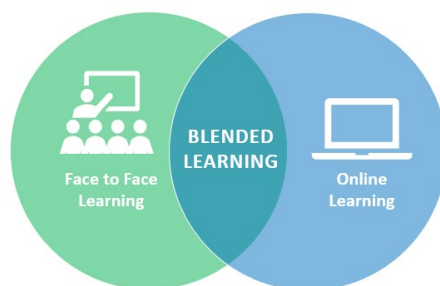 Face to Face
Learning
BLENDED
LEARNING
Online
Learning